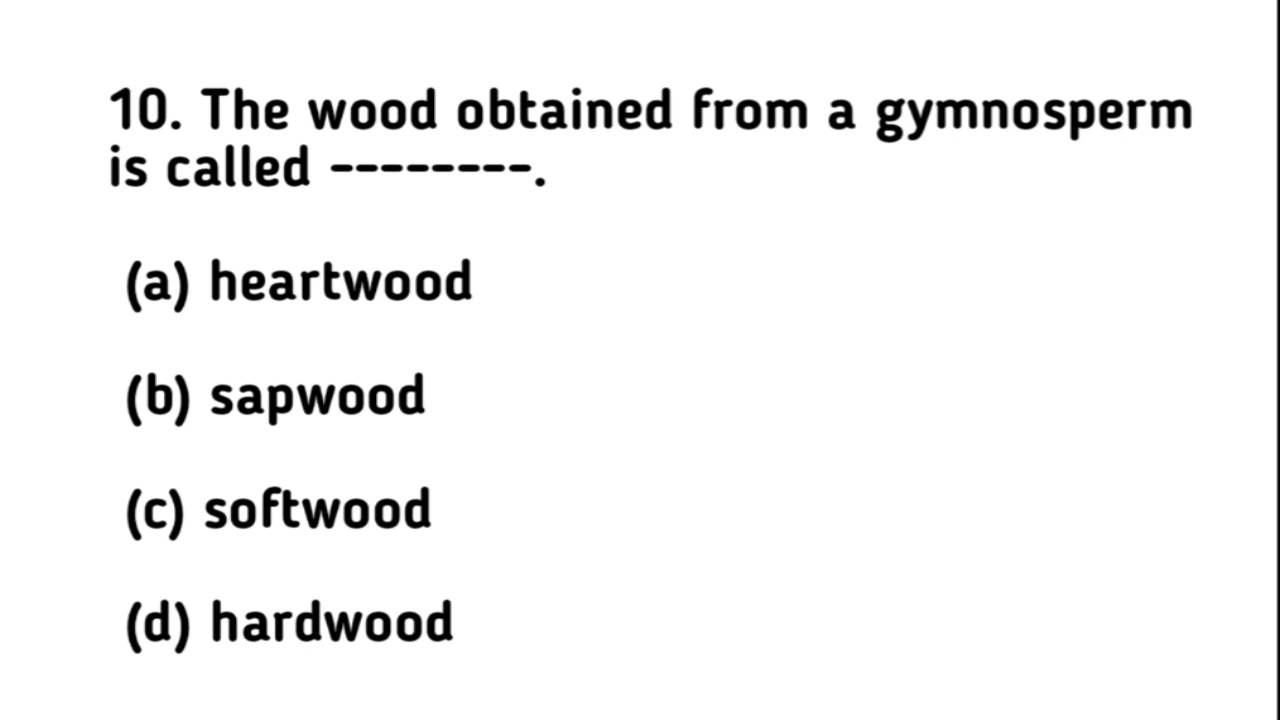 10. The wood obtained from a gymnosperm
is called --------.
(a) heartwood
(b) sapwood
(c) softwood
(d) hardwood